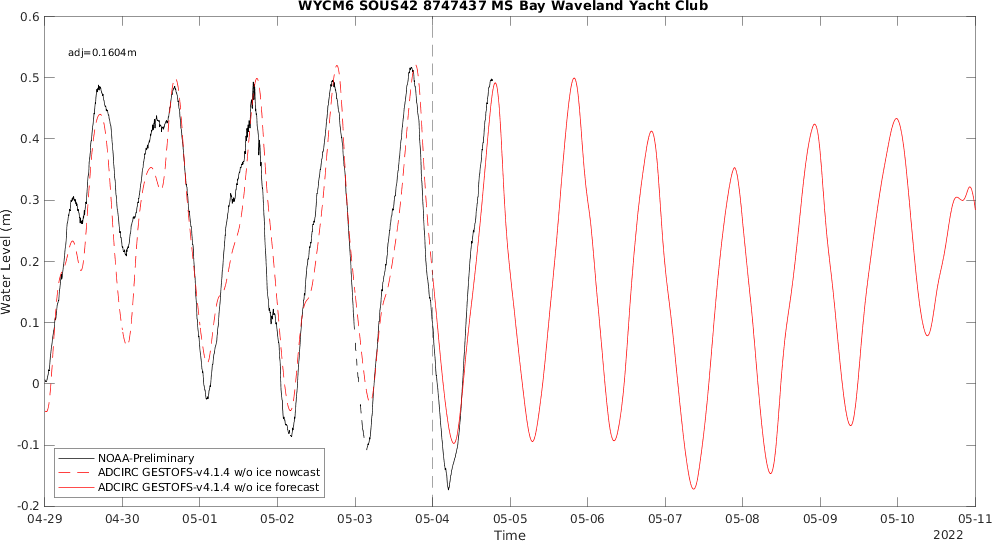 WYCM6 SOUS42 8747437 MS Bay Waveland Yacht Club
adj=0.1604m
0.6
0.5
0.4
0.3
0.2
0.1
0
-0.1
-0.2
Water Level (m)
NOAA-Preliminary
ADCIRC GESTOFS-v4.1.4 w/o ice nowcast
ADCIRC GESTOFS-v4.1.4 w/o ice forecast
04-29 04-30 05-01 05-02 05-03 05-04 05-05 05-06 05-07 05-08 05-09 05-10 05-11
Time
2022